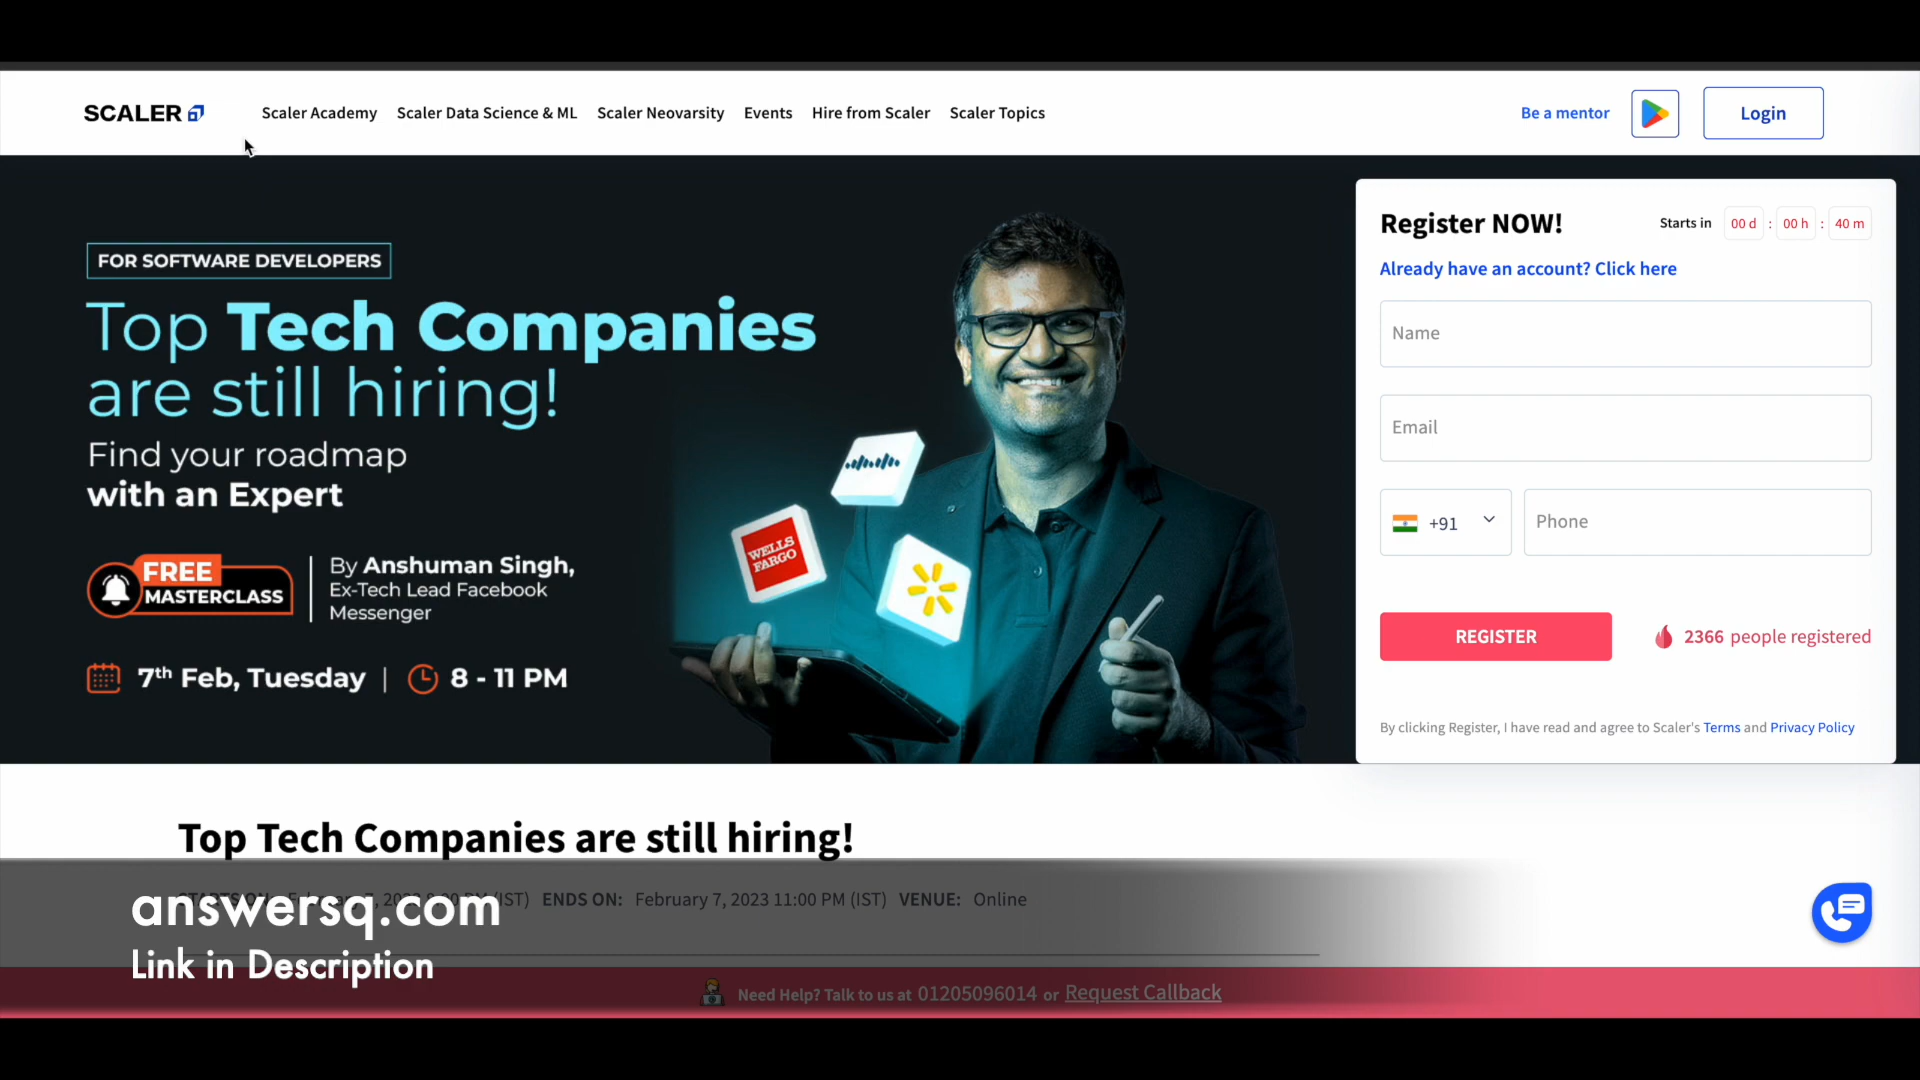 SCALER
Scaler Academy
Scaler Data Science & ML
Scaler Neovarsity
Events
Hire from Scaler
Scaler Topics
Be a mentor
Login
FOR SOFTWARE DEVELOPERS
Top Tech Companies
are still hiring!
Find your roadmap
with an Expert
FREE
MASTERCLASS
By Anshuman Singh,
Ex-Tech Lead Facebook
Messenger
7th Feb, Tuesday | 8 - 11 PM
WELLS
FARGO
Register NOW!
Starts in 00 d : 00 h : 40 m
Already have an account? Click here
Name
Email
+91
Phone
REGISTER
2366 people registered
By clicking Register, I have read and agree to Scaler's Terms and Privacy Policy
Top Tech Companies are still hiring!
(IST) ENDS ON: February 7, 2023 11:00 PM (IST) VENUE: Online
answersq.com
Link in Description
Need Help? Talk to us at 01205096014 or Request Callback